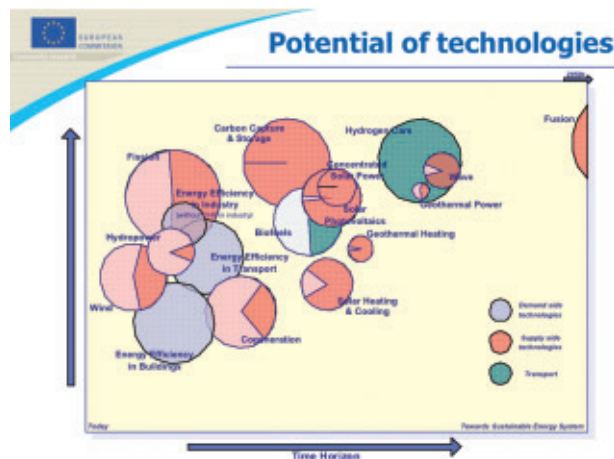 EUROPEAN
COMMISSION
Potential of technologies
Carbon Capture
& Storage
Hydrogen Cars
Fusion
Fission
Concentrated
Solar Power
Wave
Energy Efficiency
in Industry
Geothermal Power
Solar
Photovoltaics
Biofuels
Hydropower
Geothermal Heating
Energy Efficiency
in Transport
Wind
Solar Heating
& Cooling
Cogeneration
Energy Efficiency
in Buildings
Demand side
technologies
Supply side
technologies
Transport
Today
Towards Sustainable Energy System
Time Horizon